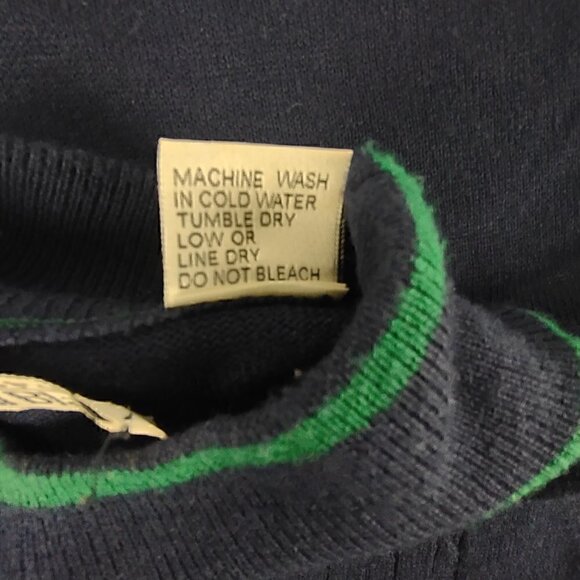 MACHINE WASH
IN COLD WATER
TUMBLE DRY
LOW OR
LINE DRY
DO NOT BLEACH